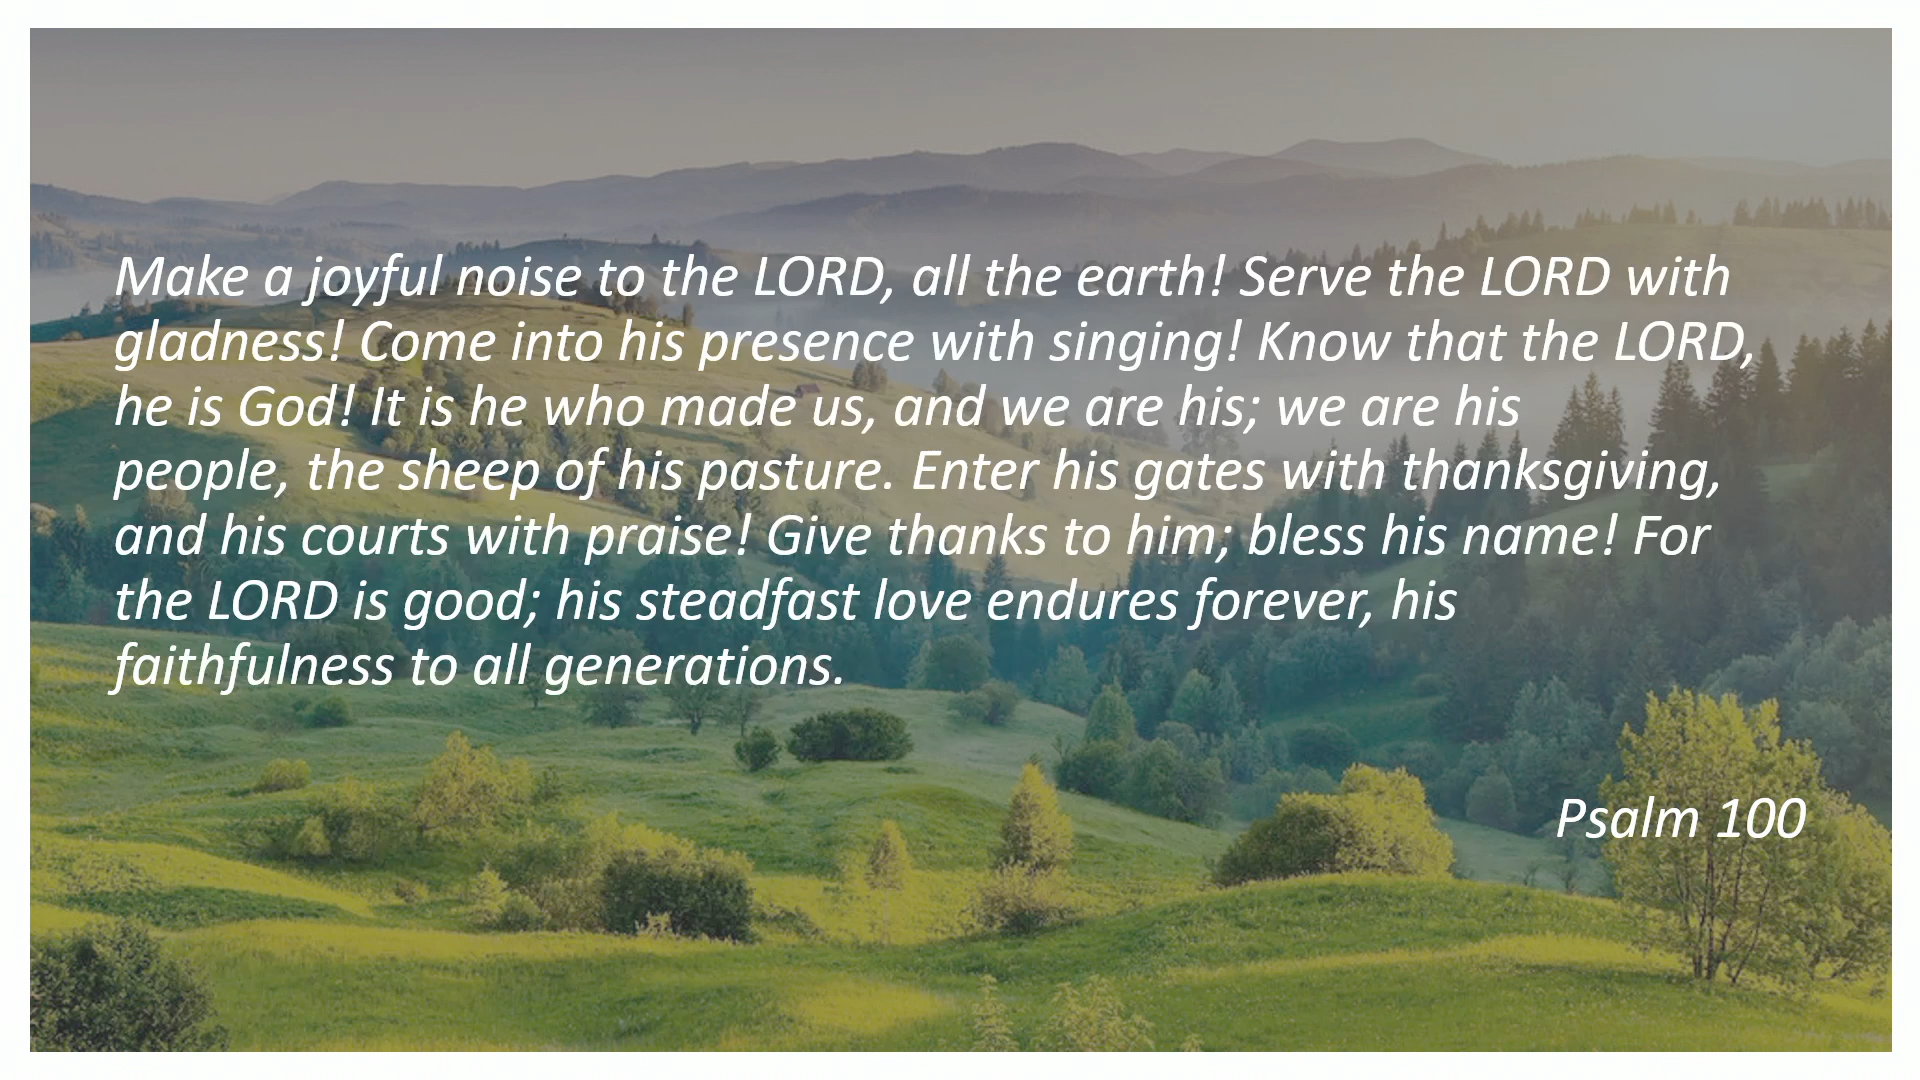 Make a joyful noise to the LORD, all the earth! Serve the LORD with
gladness! Come into his presence with singing! Know that the LORD,
he is God! It is he who made us, and we are his; we are his
people, the sheep of his pasture. Enter his gates with thanksgiving,
and his courts with praise! Give thanks to him; bless his name! For
the LORD is good; his steadfast love endures forever, his
faithfulness to all generations.
Psalm 100